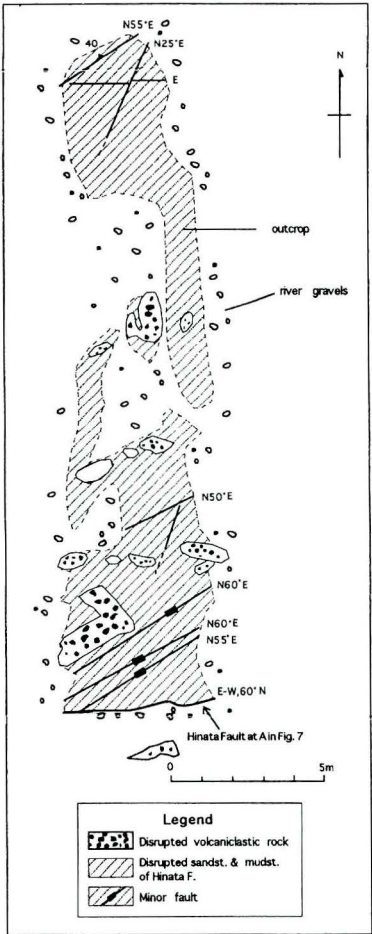 N55°E
40
N25°E
E
N
outcrop
river gravels
N50°E
N60°E
N60°E
N55°E
E-W,60°N
Hinata Fault at A in Fig. 7
0 5m
Legend
Disrupted volcaniclastic rock
Disrupted sandst. & mudst.
of Hinata F.
Minor fault